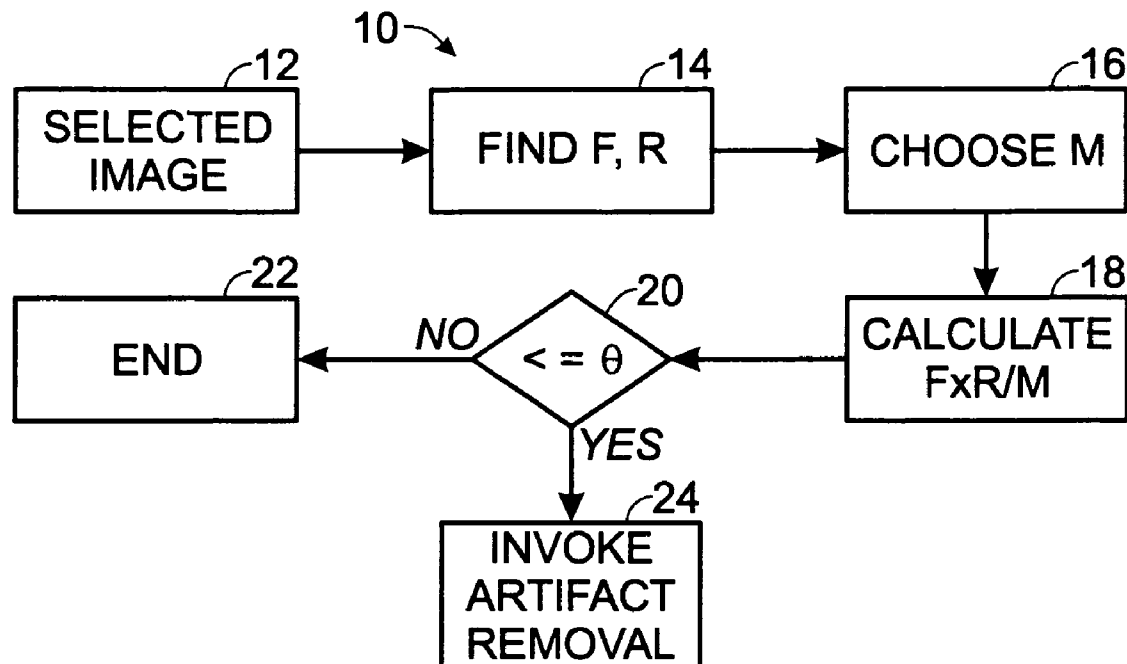 10
12
SELECTED
IMAGE
14
FIND F, R
16
CHOOSE M
22
END
20
NO
< = θ
YES
18
CALCULATE
FxR/M
24
INVOKE
ARTIFACT
REMOVAL